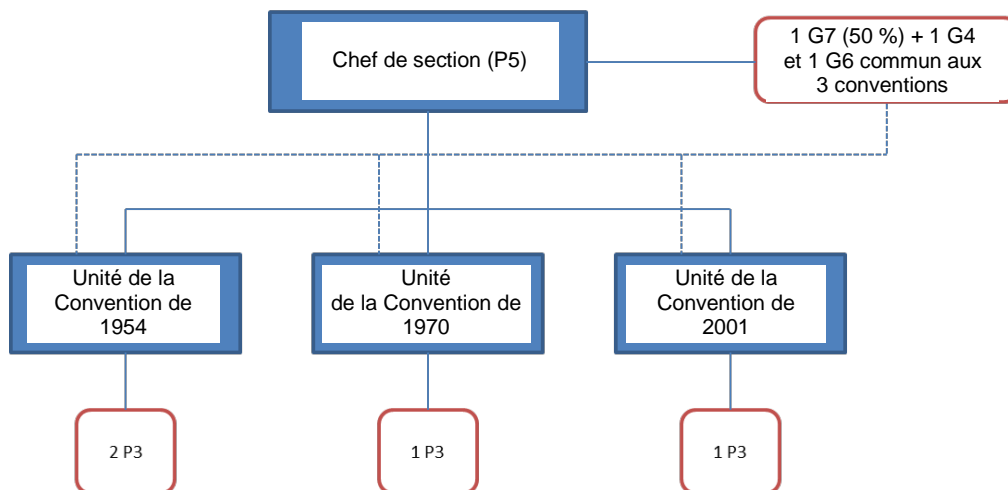 Chef de section (P5)
1 G7 (50 %) + 1 G4
et 1 G6 commun aux
3 conventions
Unité de la
Convention de
1954
Unité
de la Convention de
1970
Unité de la
Convention de
2001
2 P3
1 P3
1 P3